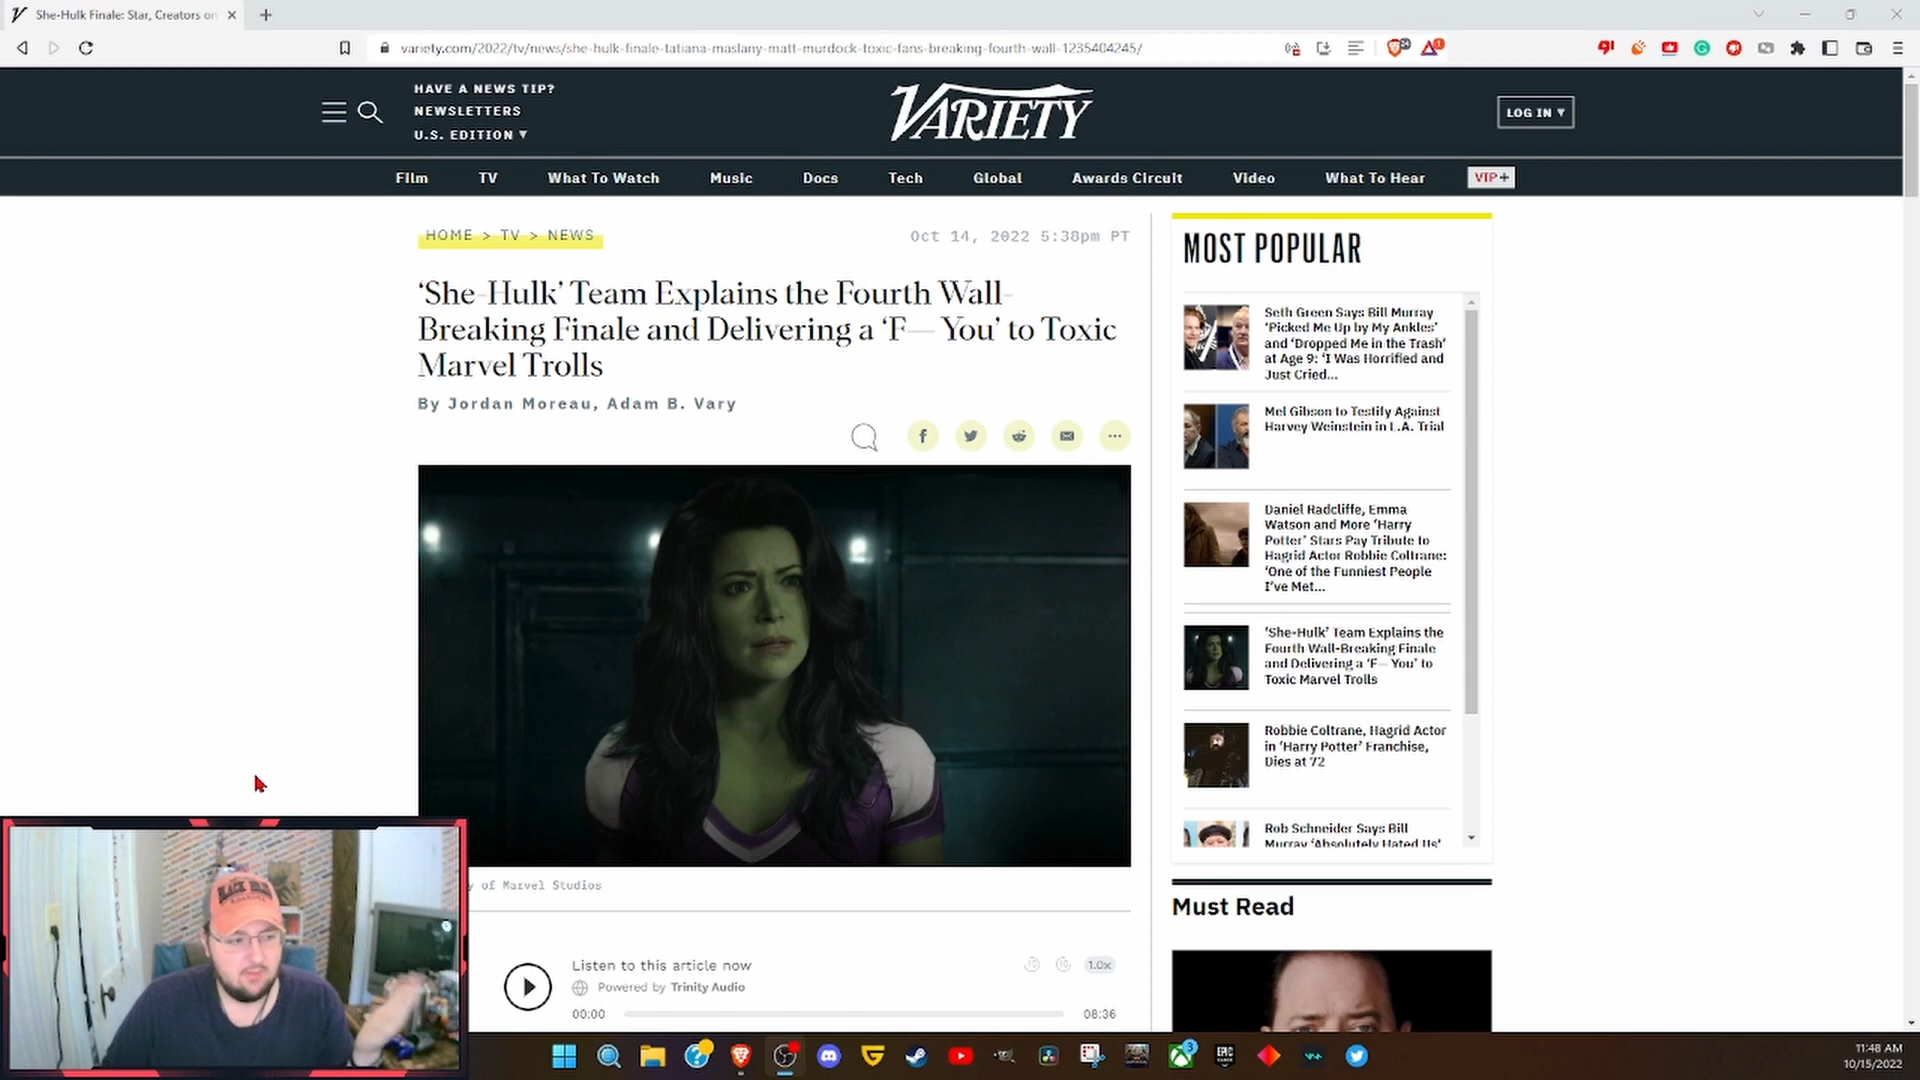 She-Hulk Finale: Star, Creators on
variety.com/2022/tv/news/she-hulk-finale-tatiana-maslany-matt-murdock-toxic-fans-breaking-fourth-wall-1235404245/
HAVE A NEWS TIP?
NEWSLETTERS
U.S. EDITION ▾
VARIETY
LOG IN ▾
Film TV What To Watch Music Docs Tech Global Awards Circuit Video What To Hear VIP+
HOME > TV > NEWS
Oct 14, 2022 5:38pm PT
‘She-Hulk’ Team Explains the Fourth Wall-
Breaking Finale and Delivering a ‘F— You’ to Toxic
Marvel Trolls
By Jordan Moreau, Adam B. Vary
y of Marvel Studios
Listen to this article now
Powered by Trinity Audio
1.0x
00:00
08:36
MOST POPULAR
Seth Green Says Bill Murray
‘Picked Me Up by My Ankles’
and ‘Dropped Me in the Trash’
at Age 9: ‘I Was Horrified and
Just Cried...
Mel Gibson to Testify Against
Harvey Weinstein in L.A. Trial
Daniel Radcliffe, Emma
Watson and More ‘Harry
Potter’ Stars Pay Tribute to
Hagrid Actor Robbie Coltrane:
‘One of the Funniest People
I’ve Met...
‘She-Hulk’ Team Explains the
Fourth Wall-Breaking Finale
and Delivering a ‘F— You’ to
Toxic Marvel Trolls
Robbie Coltrane, Hagrid Actor
in ‘Harry Potter’ Franchise,
Dies at 72
Rob Schneider Says Bill
Murray ‘Absolutely Hated Us’
Must Read
BLACK
11:48 AM
10/15/2022